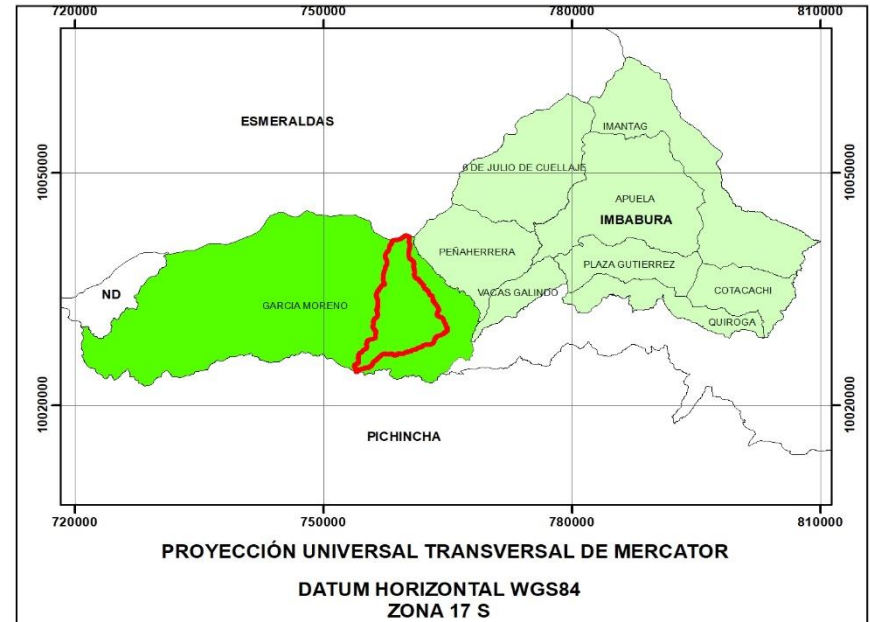 720000 750000 780000 810000
ESMERALDAS
IMANTAG
6 DE JULIO DE CUELLAJE
10050000 10050000
APUELA
IMBABURA
PEÑAHERRERA
PLAZA GUTIERREZ
ND
VACAS GALINDO
COTACACHI
GARCIA MORENO
QUIROGA
10020000 10020000
PICHINCHA
720000 750000 780000 810000
PROYECCIÓN UNIVERSAL TRANSVERSAL DE MERCATOR
DATUM HORIZONTAL WGS84
ZONA 17 S